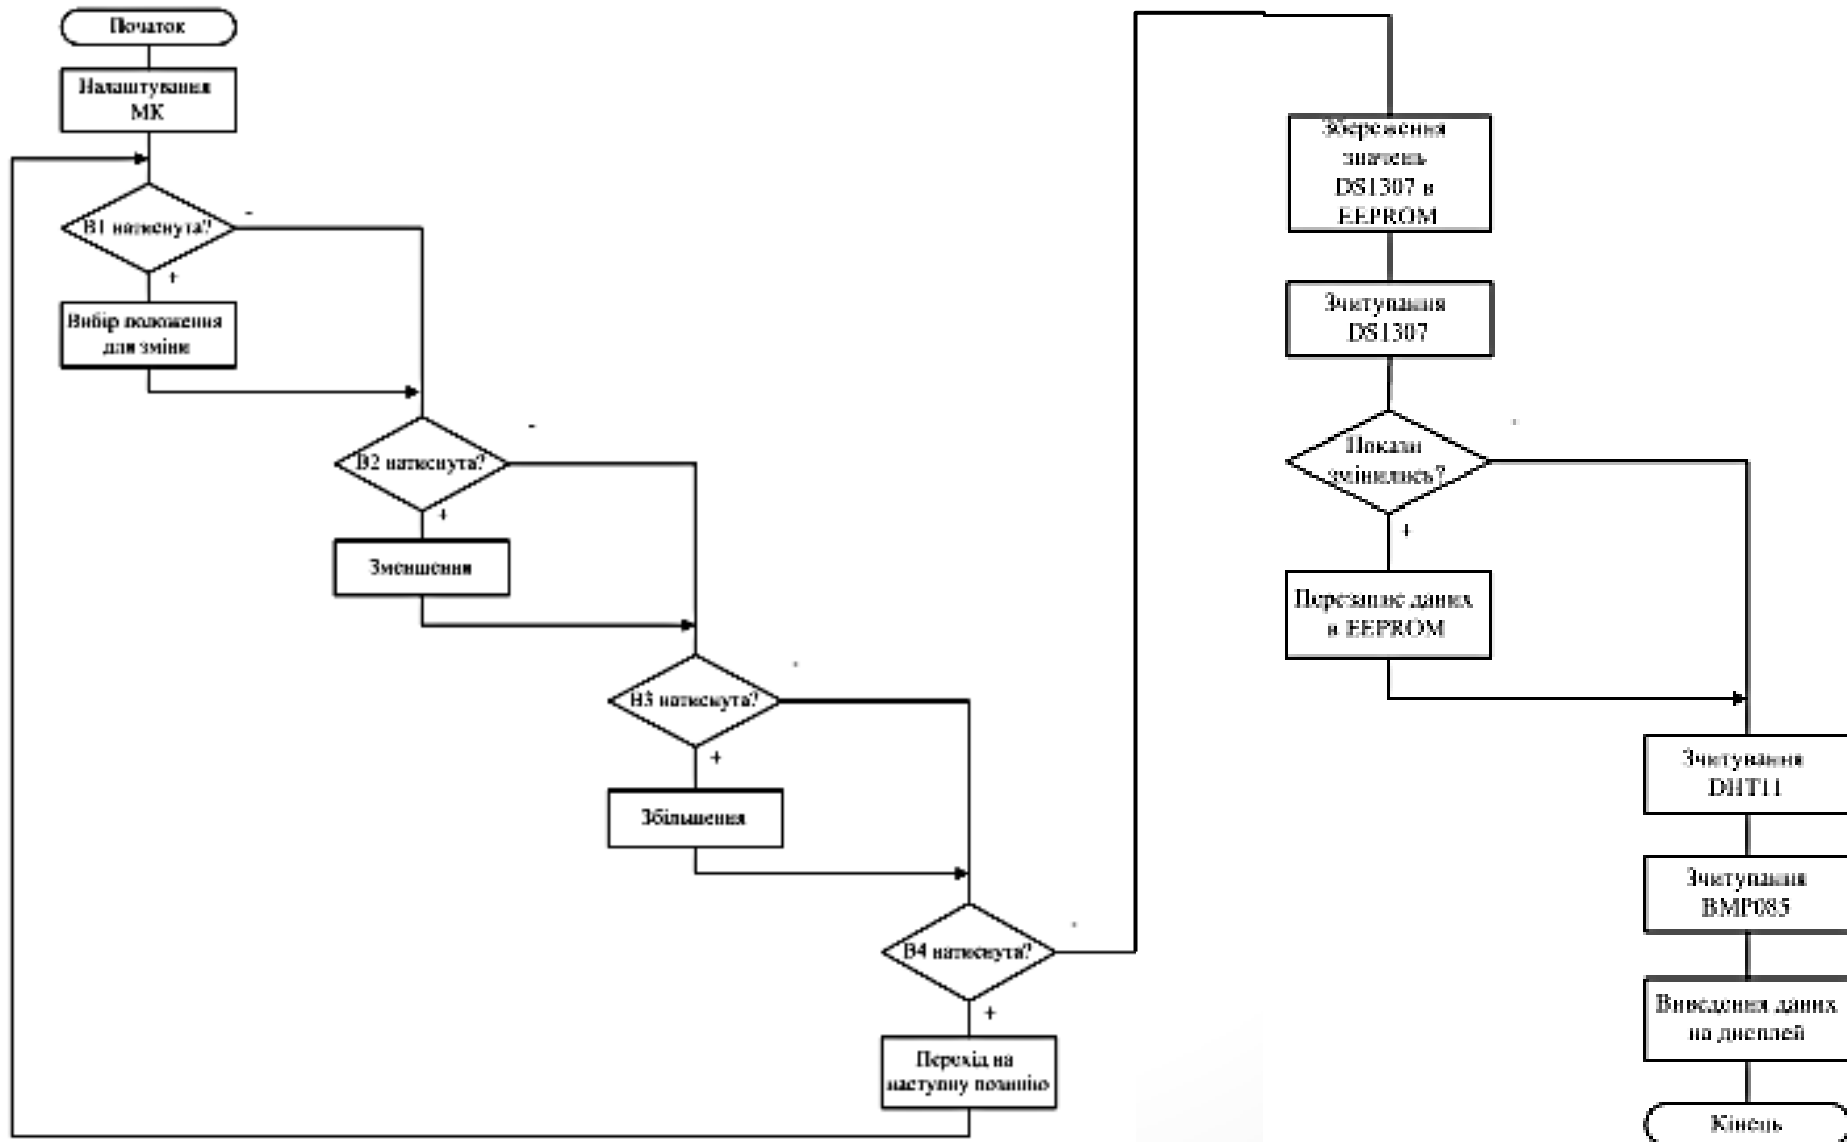 Початок
Налаштування
МК
В1 натиснута?
-
+
Вибір положення
для зміни
В2 натиснута?
-
+
Зменшення
В3 натиснута?
-
+
Збільшення
В4 натиснута?
-
+
Перехід на
наступну позицію
Збереження
значень
DS1307 в
EEPROM
Зчитування
DS1307
Покази
змінились?
-
+
Перезапис даних
в EEPROM
Зчитування
DHT11
Зчитування
BMP085
Виведення даних
на дисплей
Кінець